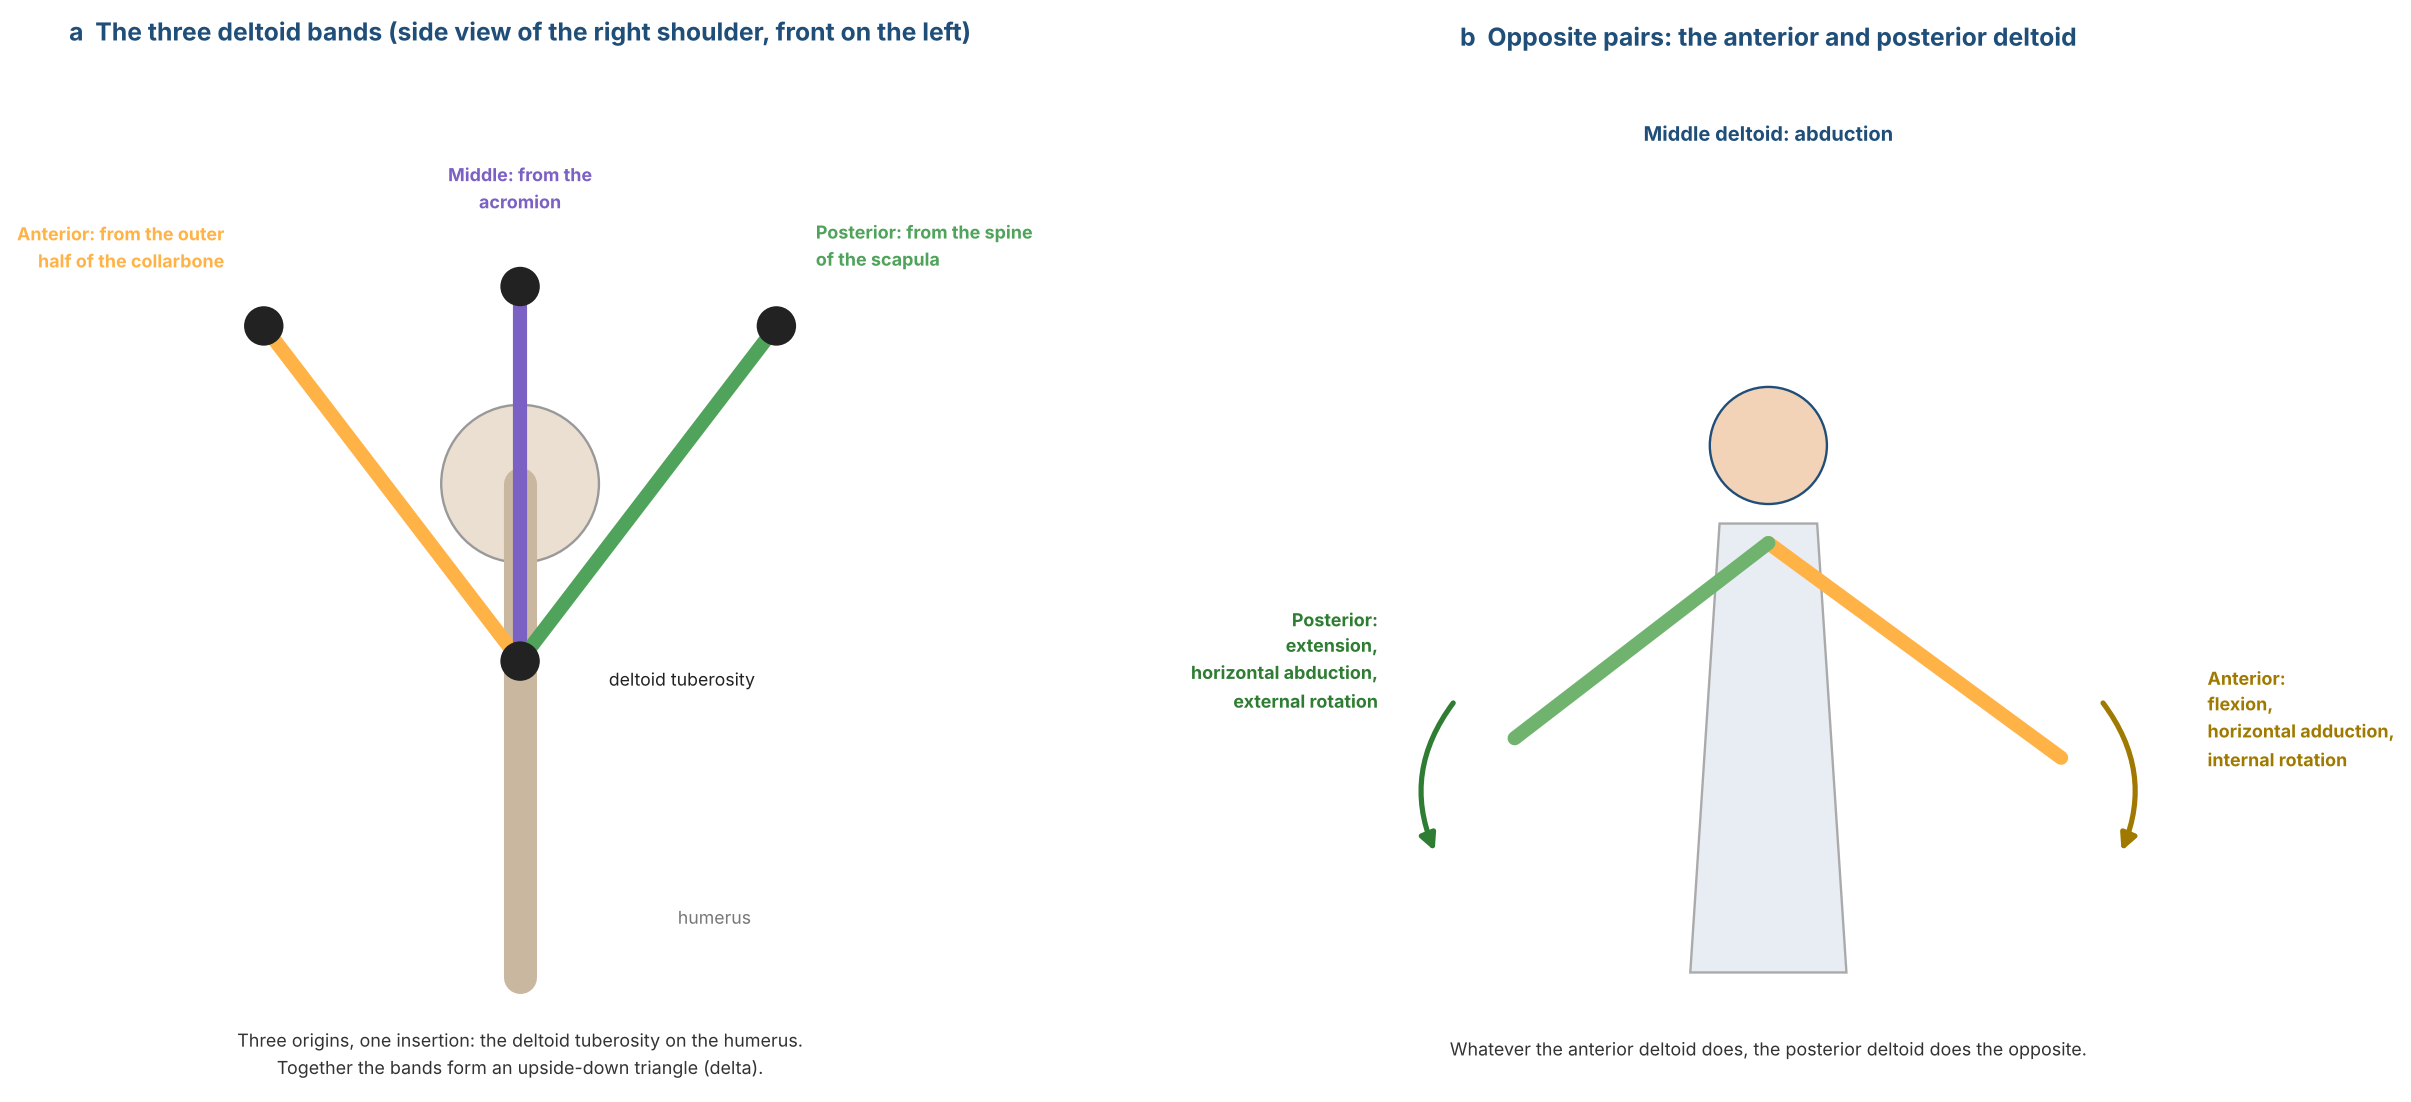 a The three deltoid bands (side view of the right shoulder, front on the left)
Middle: from the
acromion
Anterior: from the outer
half of the collarbone
Posterior: from the spine
of the scapula
deltoid tuberosity
humerus
Three origins, one insertion: the deltoid tuberosity on the humerus.
Together the bands form an upside-down triangle (delta).
b Opposite pairs: the anterior and posterior deltoid
Middle deltoid: abduction
Posterior:
extension,
horizontal abduction,
external rotation
Anterior:
flexion,
horizontal adduction,
internal rotation
Whatever the anterior deltoid does, the posterior deltoid does the opposite.